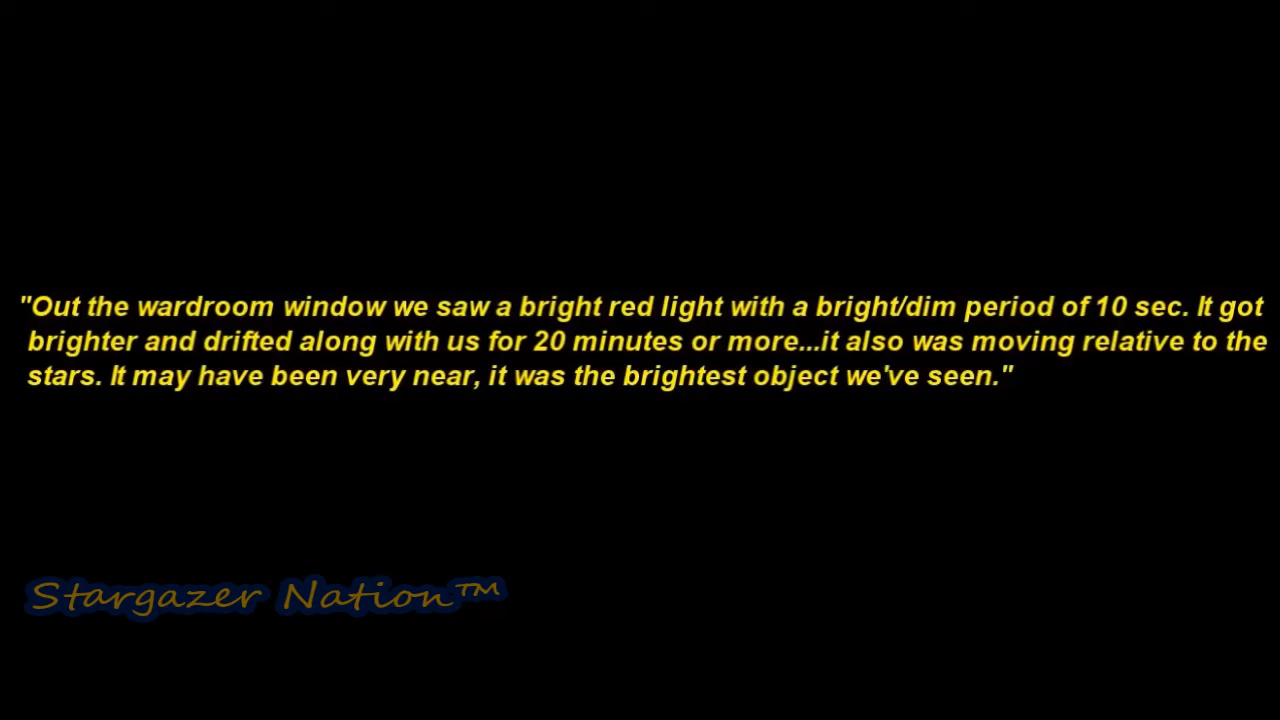 "Out the wardroom window we saw a bright red light with a bright/dim period of 10 sec. It got
brighter and drifted along with us for 20 minutes or more...it also was moving relative to the
stars. It may have been very near, it was the brightest object we've seen."
Stargazer Nation™